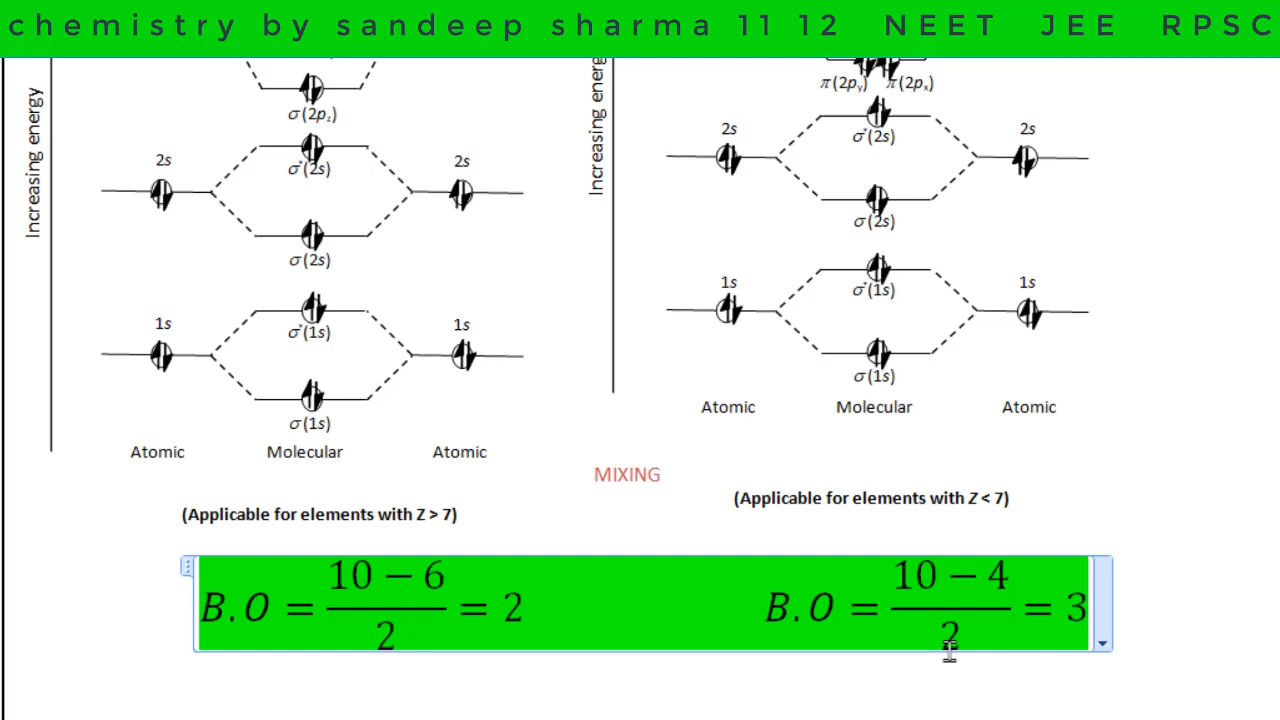 chemistry by sandeep sharma 11 12 NEET JEE RPSC
Increasing energy
σ(2p_z)
2s
σ*(2s)
2s
σ(2s)
1s
σ*(1s)
1s
σ(1s)
Atomic Molecular Atomic
(Applicable for elements with Z > 7)
Increasing energ
π(2p_y) π(2p_x)
2s
σ*(2s)
2s
σ(2s)
1s
σ*(1s)
1s
σ(1s)
Atomic Molecular Atomic
MIXING
(Applicable for elements with Z < 7)
B.O = (10 − 6)/2 = 2
B.O = (10 − 4)/2 = 3